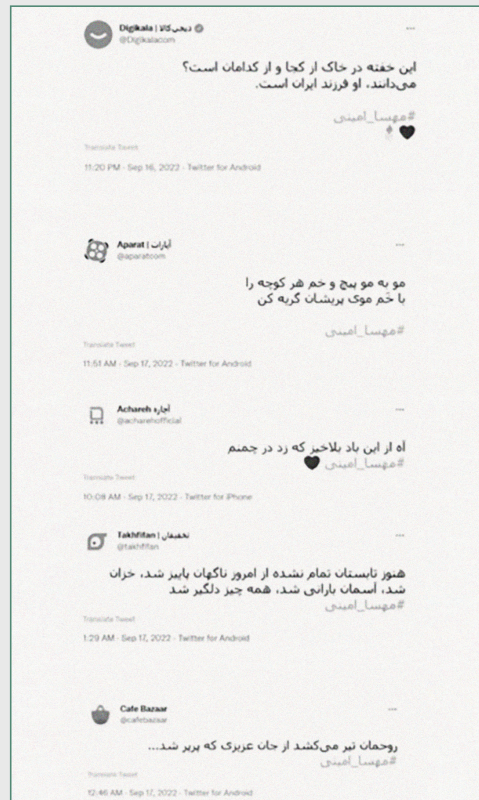 Digikala | دیجی‌کالا
@Digikalacom
این خفته در خاک از کجا و از کدامان است؟
می‌دانند، او فرزند ایران است.
#مهسا_امینی
Translate Tweet
11:20 PM · Sep 16, 2022 · Twitter for Android
Aparat | آپارات
@aparatcom
مو به مو پیچ و خم هر کوچه را
با خَم موی پریشان گریه کن
#مهسا_امینی
Translate Tweet
11:51 AM · Sep 17, 2022 · Twitter for Android
Achareh آچاره
@acharehofficial
آه از این باد بلاخیز که زد در چمنم
#مهسا_امینی
Translate Tweet
10:08 AM · Sep 17, 2022 · Twitter for iPhone
Takhfifan | تخفیفان
@takhfifan
هنوز تابستان تمام نشده از امروز ناگهان پاییز شد، خزان
شد، آسمان بارانی شد، همه چیز دلگیر شد
#مهسا_امینی
Translate Tweet
1:29 AM · Sep 17, 2022 · Twitter for Android
Cafe Bazaar
@cafebazaar
روحمان تیر می‌کشد از جان عزیزی که پرپر شد...
#مهسا_امینی
Translate Tweet
12:46 AM · Sep 17, 2022 · Twitter for Android